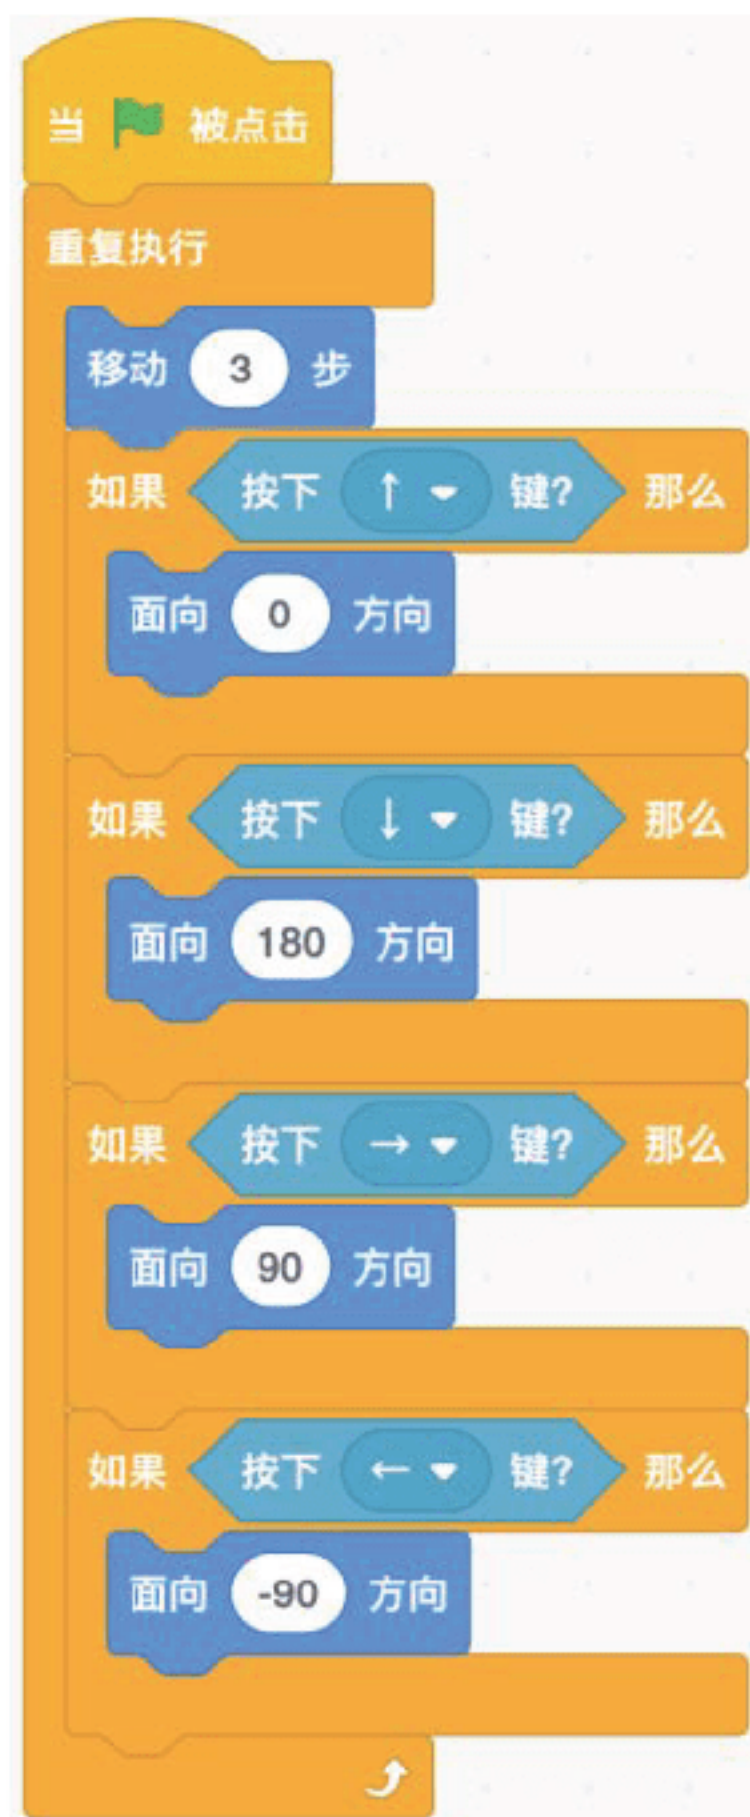 当 被点击
重复执行
移动 3 步
如果 按下 ↑ 键? 那么
面向 0 方向
如果 按下 ↓ 键? 那么
面向 180 方向
如果 按下 → 键? 那么
面向 90 方向
如果 按下 ← 键? 那么
面向 -90 方向